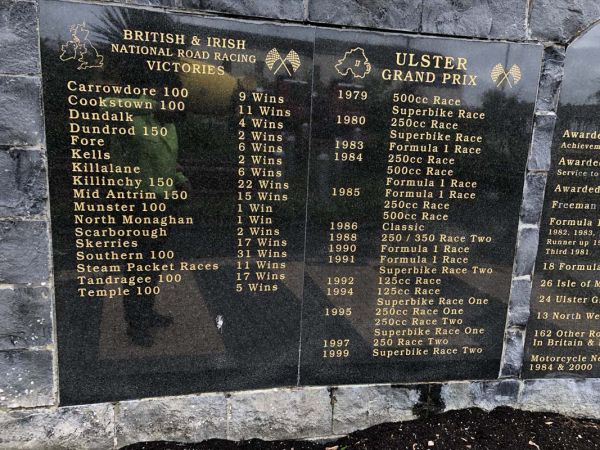 BRITISH & IRISH
NATIONAL ROAD RACING
VICTORIES
Carrowdore 100 9 Wins
Cookstown 100 11 Wins
Dundalk 4 Wins
Dundrod 150 2 Wins
Fore 6 Wins
Kells 2 Wins
Killalane 6 Wins
Killinchy 150 22 Wins
Mid Antrim 150 15 Wins
Munster 100 1 Win
North Monaghan 1 Win
Scarborough 2 Wins
Skerries 17 Wins
Southern 100 31 Wins
Steam Packet Races 11 Wins
Tandragee 100 17 Wins
Temple 100 5 Wins
ULSTER
GRAND PRIX
1979 500cc Race
Superbike Race
1980 250cc Race
Superbike Race
1983 Formula 1 Race
1984 250cc Race
500cc Race
Formula 1 Race
1985 250cc Race
500cc Race
1986 Classic
1988 250 / 350 Race Two
1990 Formula 1 Race
1991 Formula 1 Race
Superbike Race Two
1992 125cc Race
1994 125cc Race
Superbike Race One
1995 250cc Race One
250cc Race Two
Superbike Race One
1997 250 Race Two
1999 Superbike Race Two
Awarded
Achievem
Awarded
Service to
Awarded
Freeman
Formula
1982, 1983,
Runner up 19
Third 1981
18 Formula
26 Isle of M
24 Ulster G
13 North We
162 Other Ro
In Britain &
Motorcycle Ne
1984 & 2000